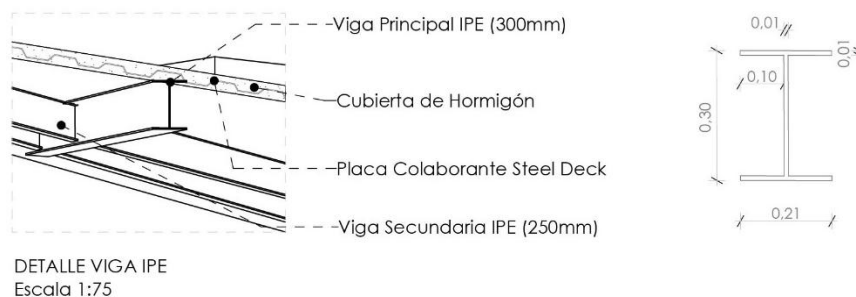 Viga Principal IPE (300mm)
Cubierta de Hormigón
Placa Colaborante Steel Deck
Viga Secundaria IPE (250mm)
DETALLE VIGA IPE
Escala 1:75
0,01
0,01
0,10
0,30
0,21